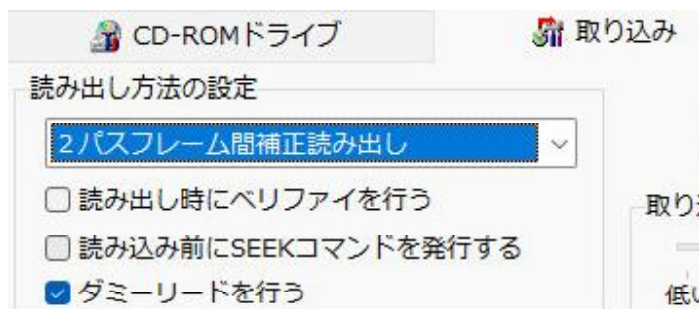 CD-ROMドライブ
取り込み
読み出し方法の設定
2パスフレーム間補正読み出し
読み出し時にベリファイを行う
読み込み前にSEEKコマンドを発行する
ダミーリードを行う
取り
低い